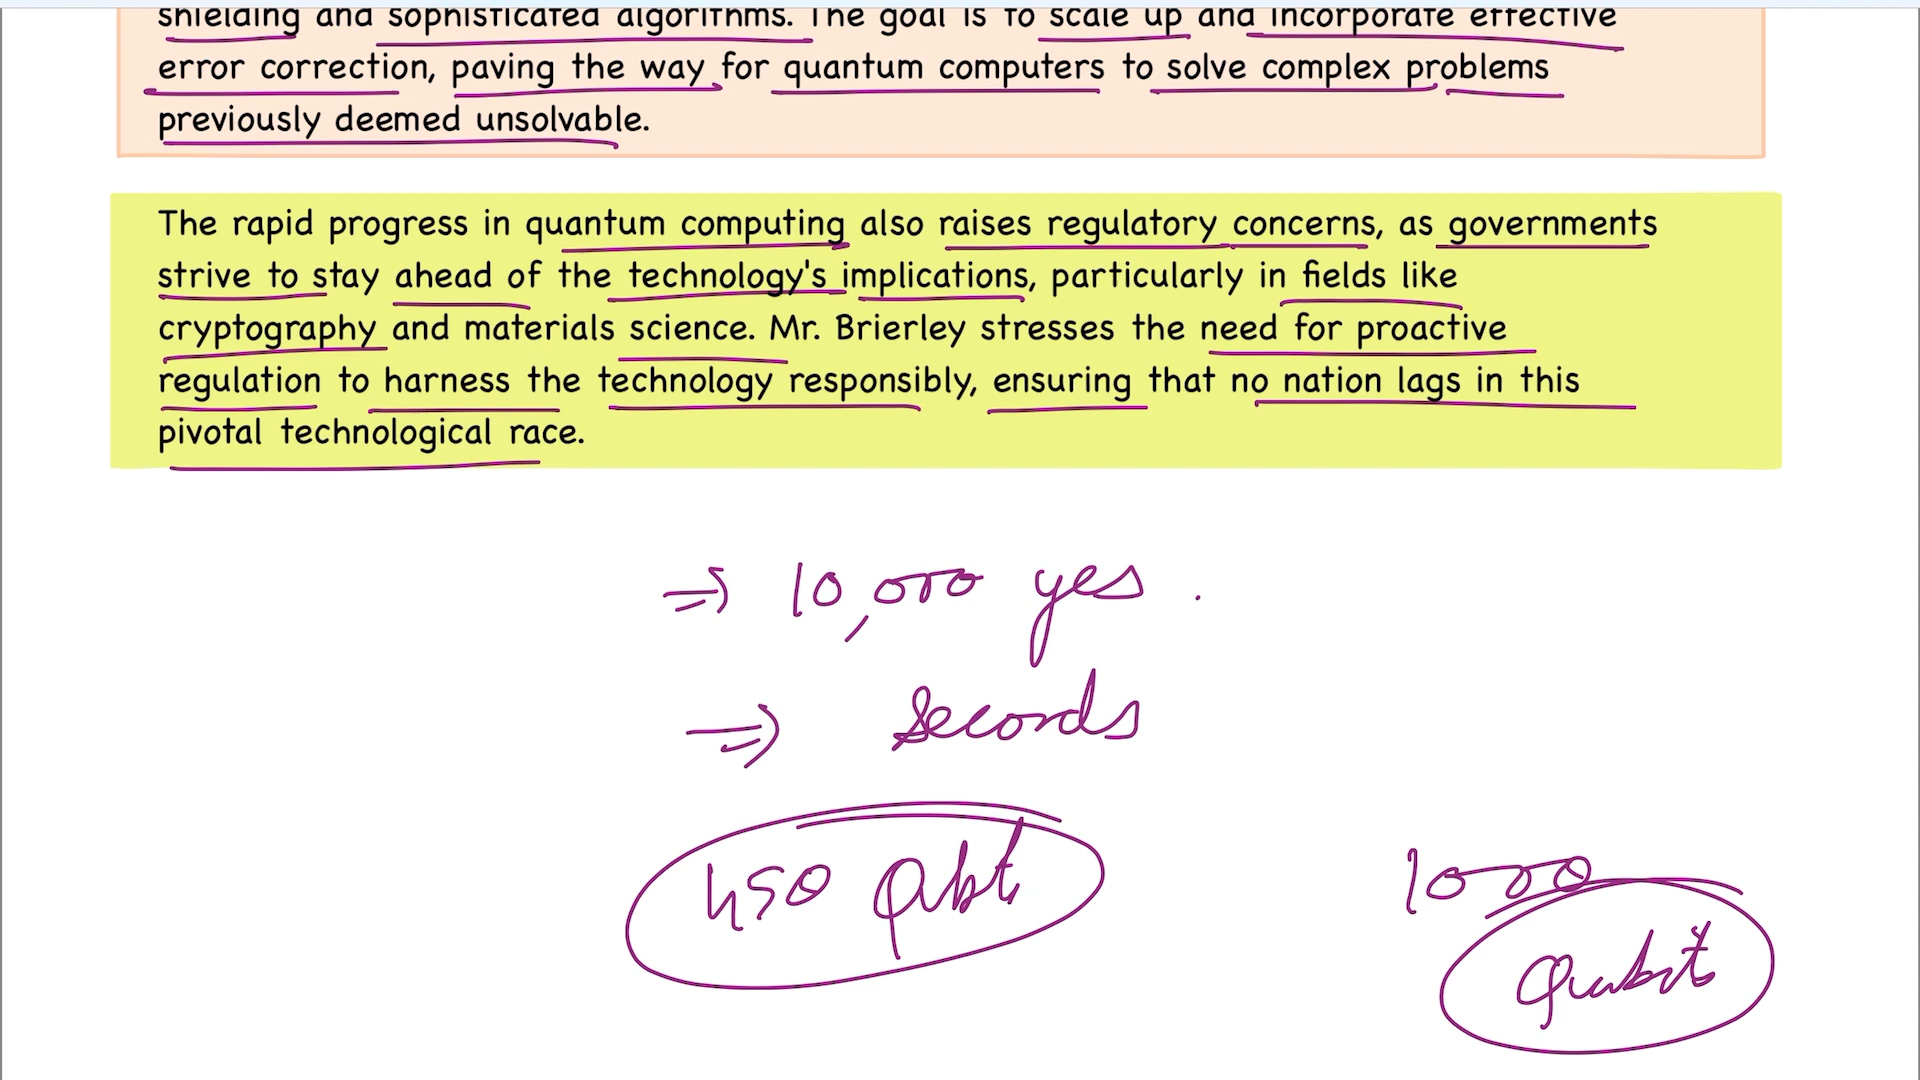 shielding and sophisticated algorithms. The goal is to scale up and incorporate effective
error correction, paving the way for quantum computers to solve complex problems
previously deemed unsolvable.
The rapid progress in quantum computing also raises regulatory concerns, as governments
strive to stay ahead of the technology's implications, particularly in fields like
cryptography and materials science. Mr. Brierley stresses the need for proactive
regulation to harness the technology responsibly, ensuring that no nation lags in this
pivotal technological race.
⇒ 10,000 yes.
⇒ Seconds
450 Qbt
1000
Qubits